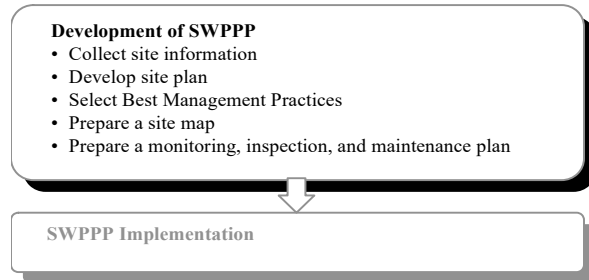 Development of SWPPP
• Collect site information
• Develop site plan
• Select Best Management Practices
• Prepare a site map
• Prepare a monitoring, inspection, and maintenance plan
SWPPP Implementation